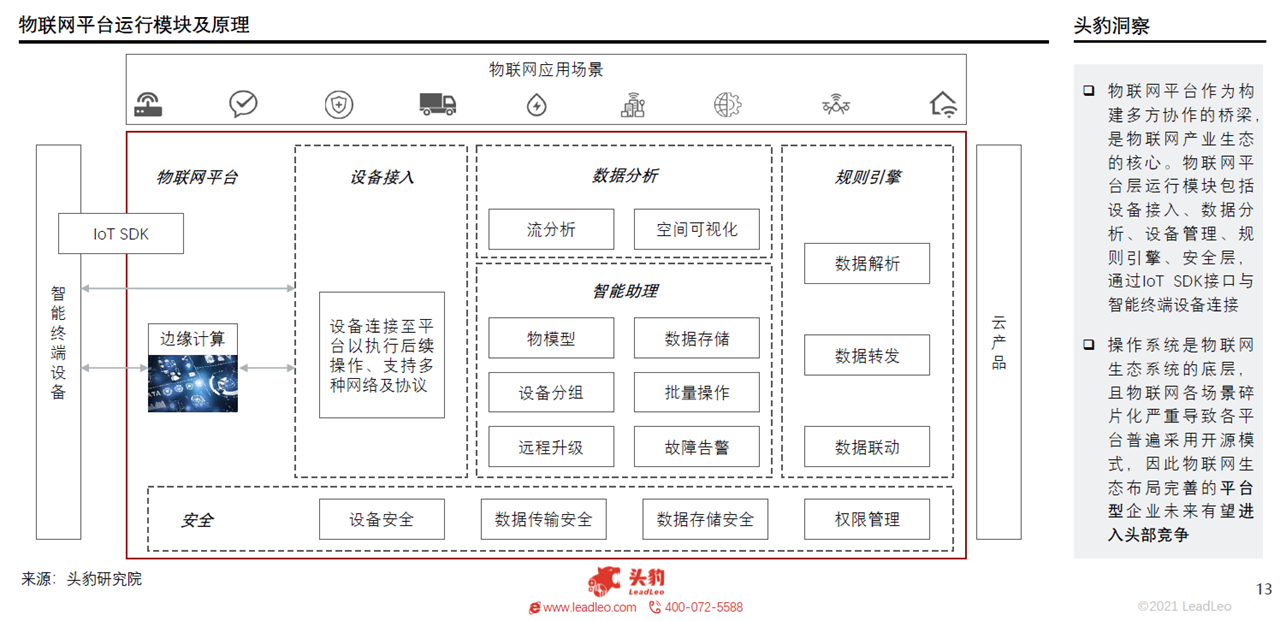 物联网平台运行模块及原理
头豹洞察
物联网应用场景
物联网平台
设备接入
数据分析
规则引擎
IoT SDK
流分析
空间可视化
数据解析
智能助理
智能终端设备
边缘计算
设备连接至平
台以执行后续
操作、支持多
种网络及协议
物模型
数据存储
数据转发
云产品
设备分组
批量操作
远程升级
故障告警
数据联动
安全
设备安全
数据传输安全
数据存储安全
权限管理
物联网平台作为构
建多方协作的桥梁,
是物联网产业生态
的核心。物联网平
台层运行模块包括
设备接入、数据分
析、设备管理、规
则引擎、安全层,
通过IoT SDK接口与
智能终端设备连接
操作系统是物联网
生态系统的底层,
且物联网各场景碎
片化严重导致各平
台普遍采用开源模
式, 因此物联网生
态布局完善的平台
型企业未来有望进
入头部竞争
来源: 头豹研究院
头豹
LeadLeo
www.leadleo.com
400-072-5588
13
©2021 LeadLeo